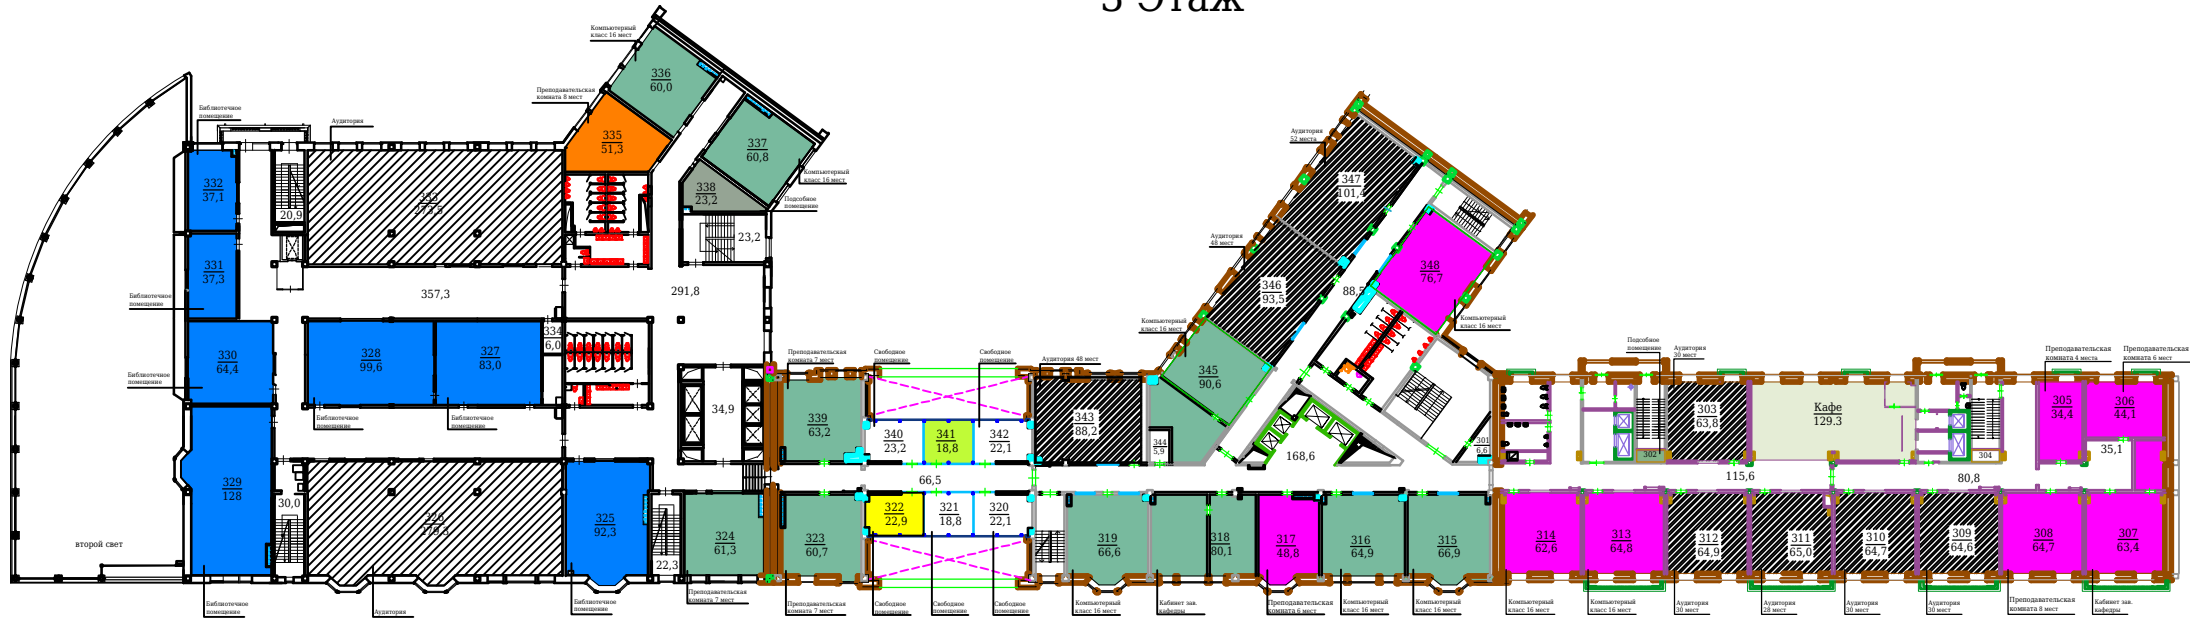 3 Этаж
Компьютерный
класс 16 мест
336
60,0
Преподавательская
комната 8 мест
335
51,3
337
60,8
Компьютерный
класс 16 мест
338
23,2
Подсобное
помещение
23,2
Библиотечное
помещение
Аудитория
332
37,1
20,9
333
273,5
331
37,3
Библиотечное
помещение
357,3
291,8
330
64,4
Библиотечное
помещение
328
99,6
Библиотечное
помещение
327
83,0
Библиотечное
помещение
334
6,0
34,9
329
128
Библиотечное
помещение
30,0
326
279,3
Аудитория
325
92,3
Библиотечное
помещение
22,3
второй свет
324
61,3
Преподавательская
комната 7 мест
Преподавательская
комната 7 мест
339
63,2
323
60,7
Преподавательская
комната 7 мест
Свободное
помещение
Свободное
помещение
340
23,2
341
18,8
342
22,1
66,5
322
22,9
321
18,8
320
22,1
Свободное
помещение
Свободное
помещение
Свободное
помещение
Аудитория 48 мест
343
88,2
344
5,9
Компьютерный
класс 16 мест
345
90,6
Аудитория
48 мест
346
93,5
Аудитория
52 места
347
101,4
348
76,7
Компьютерный
класс 16 мест
88,5
168,6
301
6,6
319
66,6
Компьютерный
класс 16 мест
318
80,1
Кабинет зав.
кафедры
317
48,8
Преподавательская
комната 6 мест
316
64,9
Компьютерный
класс 16 мест
315
66,9
Компьютерный
класс 16 мест
314
62,6
Компьютерный
класс 16 мест
313
64,8
Компьютерный
класс 16 мест
Подсобное
помещение
302
Аудитория
30 мест
303
63,8
Кафе
129.3
304
115,6
80,8
Преподавательская
комната 4 места
305
34,4
Преподавательская
комната 6 мест
306
44,1
35,1
312
64,9
Аудитория
30 мест
311
65,0
Аудитория
28 мест
310
64,7
Аудитория
30 мест
309
64,6
Аудитория
30 мест
308
64,7
Преподавательская
комната 8 мест
307
63,4
Кабинет зав.
кафедры